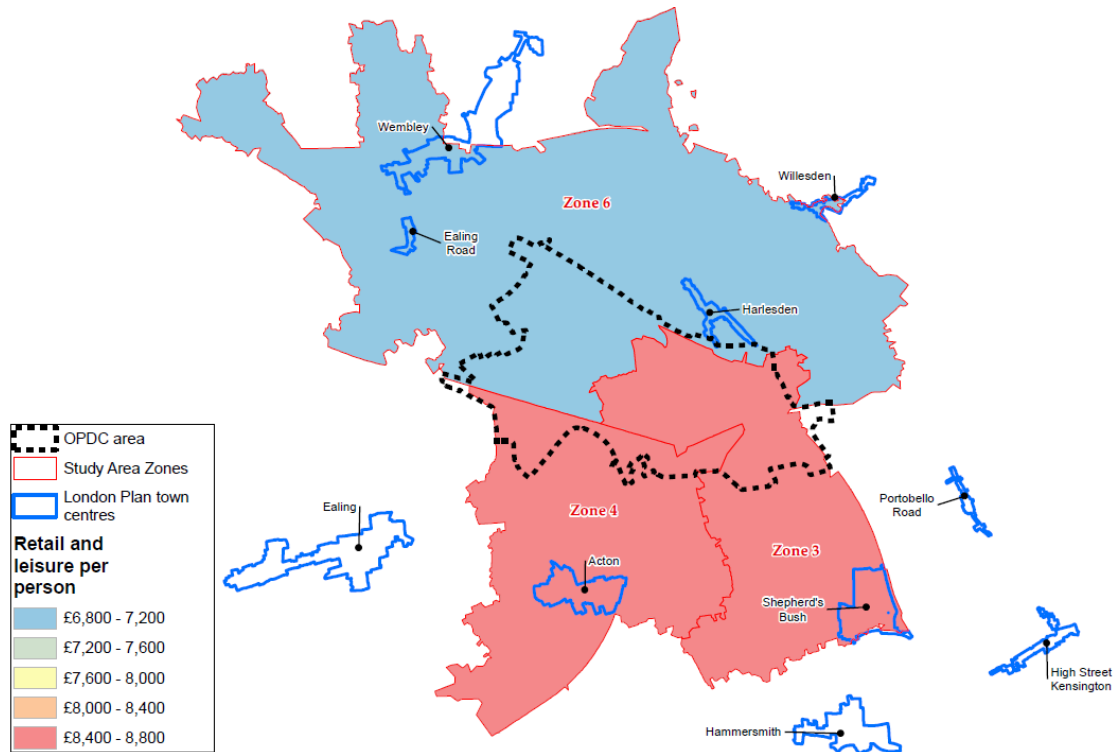 Wembley
Willesden
Zone 6
Ealing
Road
Harlesden
OPDC area
Study Area Zones
London Plan town
centres
Retail and
leisure per
person
£6,800 - 7,200
£7,200 - 7,600
£7,600 - 8,000
£8,000 - 8,400
£8,400 - 8,800
Ealing
Zone 4
Acton
Zone 3
Shepherd's
Bush
Portobello
Road
High Street
Kensington
Hammersmith